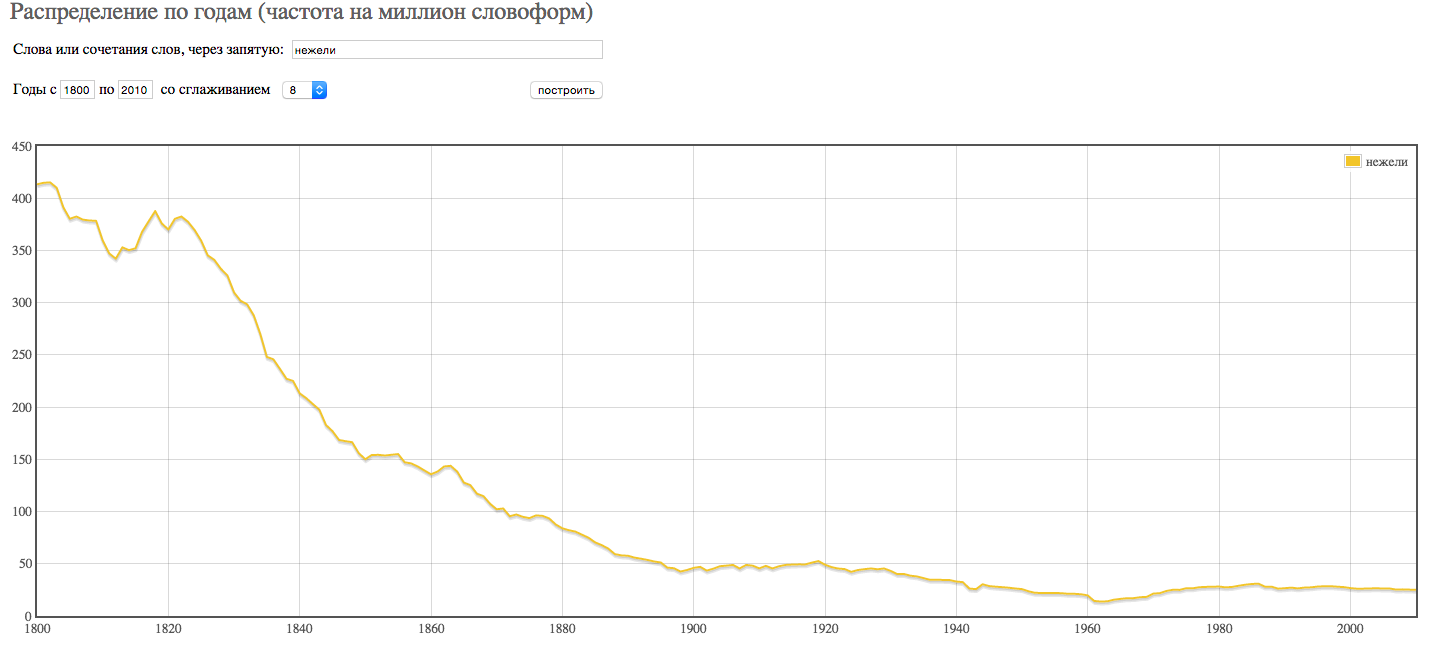 Распределение по годам (частота на миллион словоформ)
Слова или сочетания слов, через запятую: нежели
Годы с 1800 по 2010 со сглаживанием 8 построить
нежели
450
400
350
300
250
200
150
100
50
0
1800 1820 1840 1860 1880 1900 1920 1940 1960 1980 2000